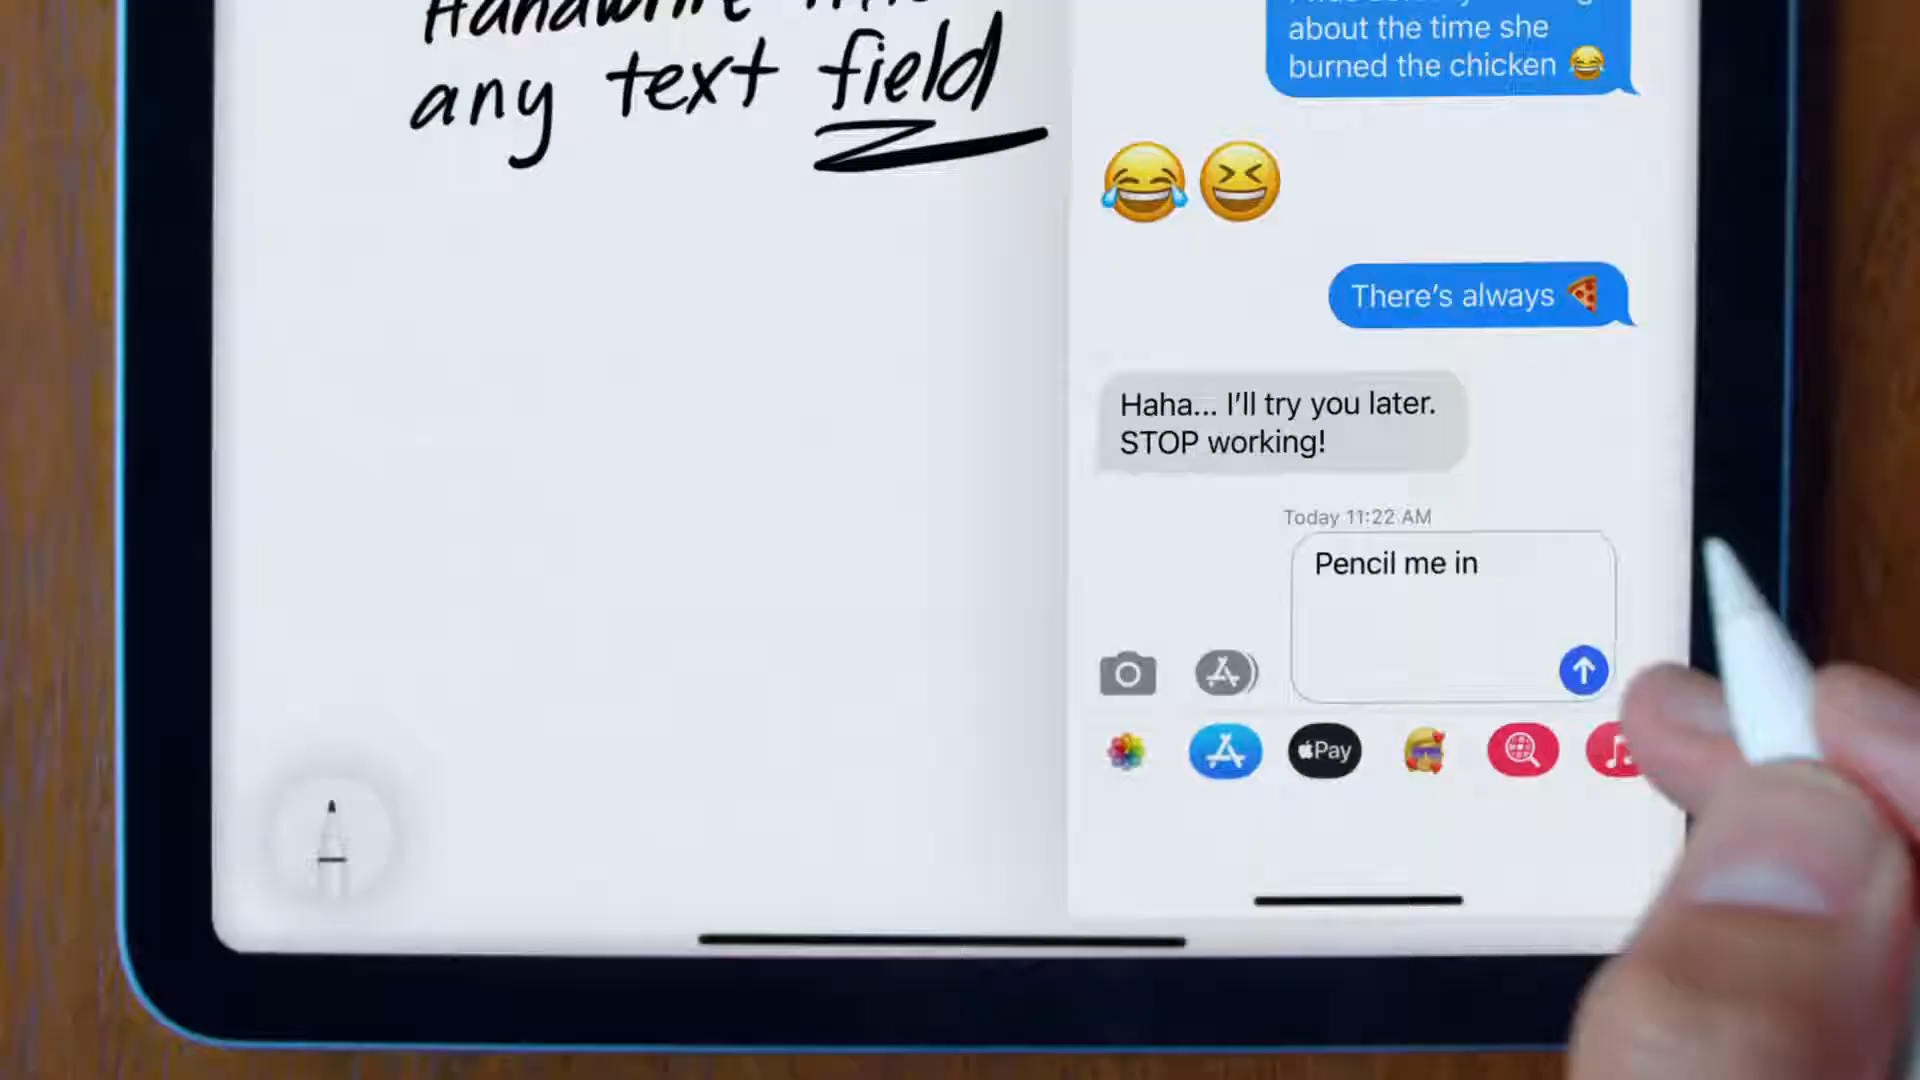 any text field
about the time she
burned the chicken 😂
😂😆
There's always 🍕
Haha... I'll try you later.
STOP working!
Today 11:22 AM
Pencil me in
Pay